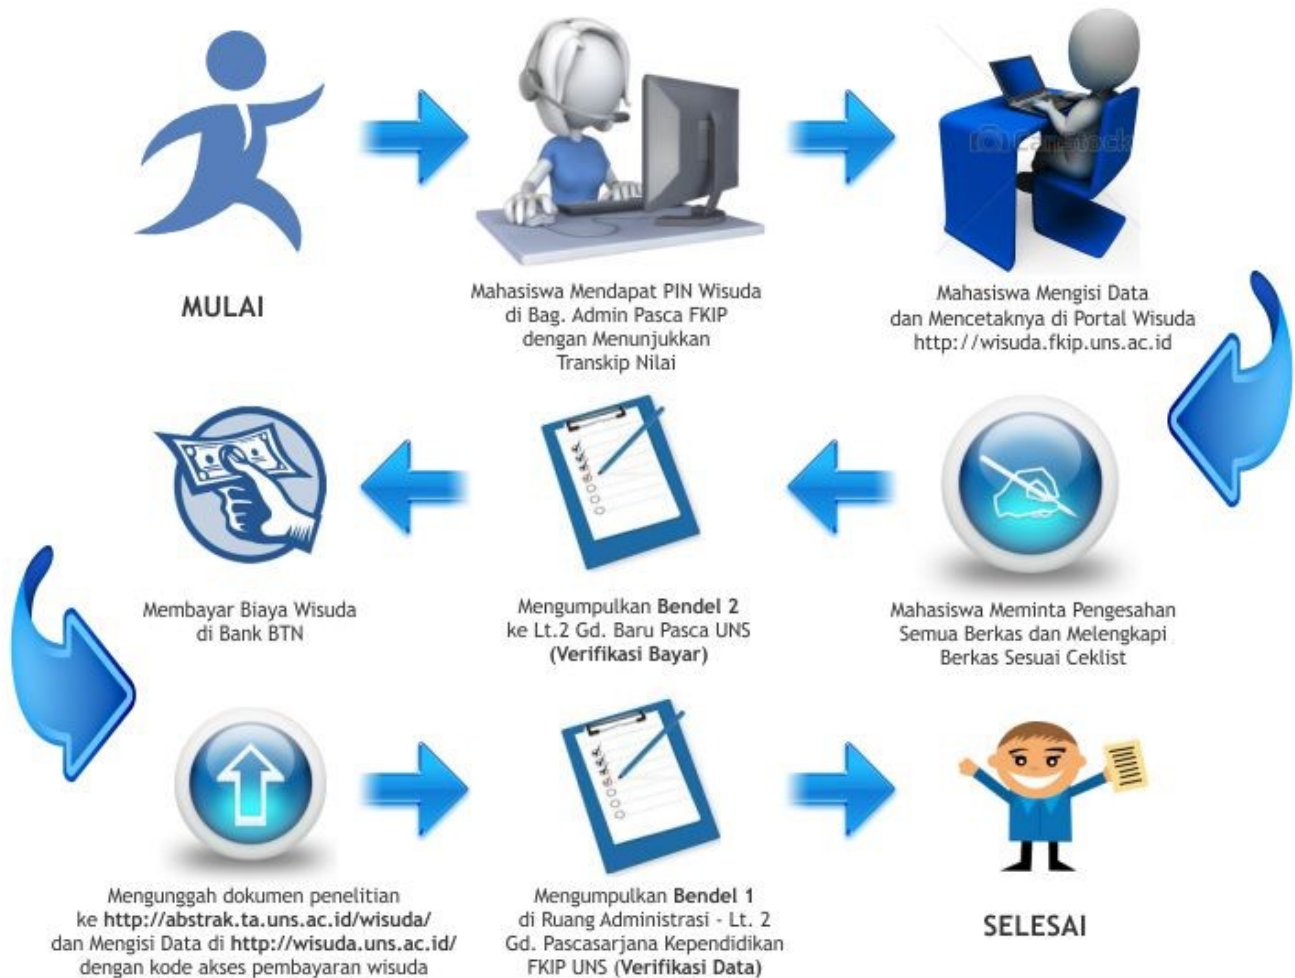 MULAI
Mahasiswa Mendapat PIN Wisuda
di Bag. Admin Pasca FKIP
dengan Menunjukkan
Transkip Nilai
Canstock
Mahasiswa Mengisi Data
dan Mencetaknya di Portal Wisuda
http://wisuda.fkip.uns.ac.id
Mahasiswa Meminta Pengesahan
Semua Berkas dan Melengkapi
Berkas Sesuai Ceklist
Mengumpulkan Bendel 2
ke Lt.2 Gd. Baru Pasca UNS
(Verifikasi Bayar)
Membayar Biaya Wisuda
di Bank BTN
Mengunggah dokumen penelitian
ke http://abstrak.ta.uns.ac.id/wisuda/
dan Mengisi Data di http://wisuda.uns.ac.id/
dengan kode akses pembayaran wisuda
Mengumpulkan Bendel 1
di Ruang Administrasi - Lt. 2
Gd. Pascasarjana Kependidikan
FKIP UNS (Verifikasi Data)
SELESAI